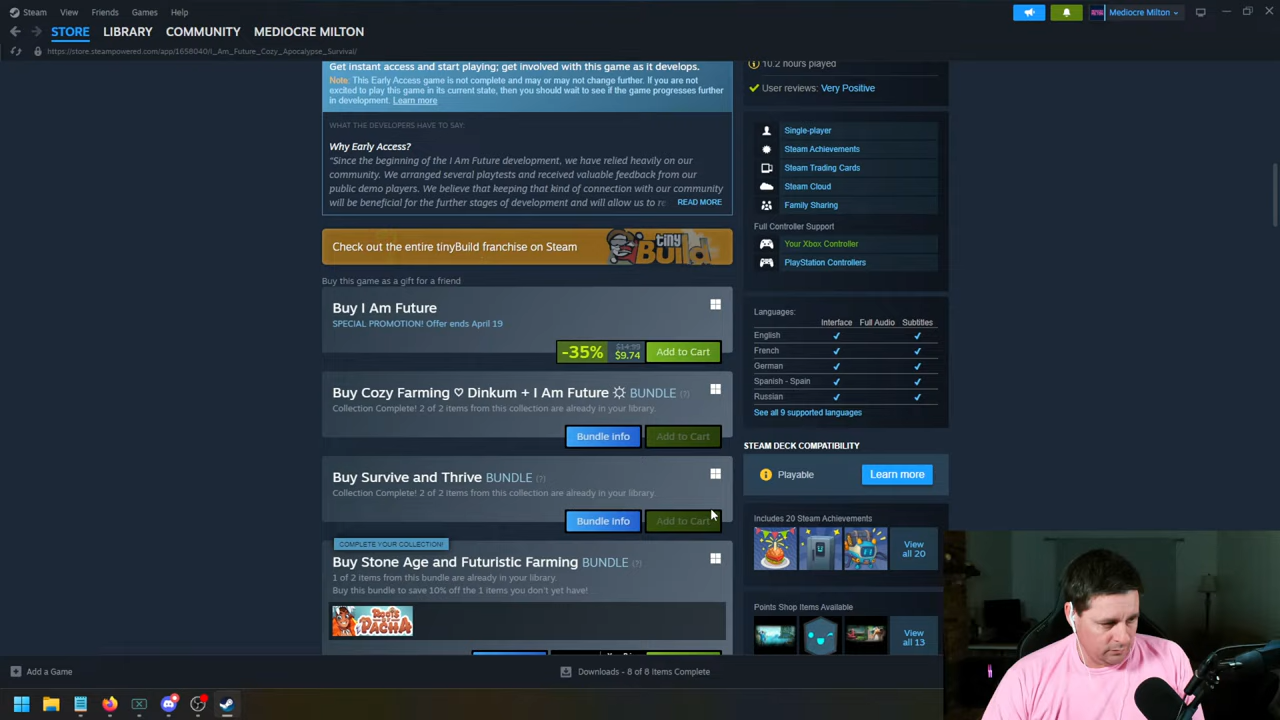 Steam View Friends Games Help
Mediocre Milton
STORE LIBRARY COMMUNITY MEDIOCRE MILTON
https://store.steampowered.com/app/1658040/I_Am_Future_Cozy_Apocalypse_Survival/
Get instant access and start playing; get involved with this game as it develops.
Note: This Early Access game is not complete and may or may not change further. If you are not
excited to play this game in its current state, then you should wait to see if the game progresses further
in development. Learn more
WHAT THE DEVELOPERS HAVE TO SAY:
Why Early Access?
"Since the beginning of the I Am Future development, we have relied heavily on our
community. We arranged several playtests and received valuable feedback from our
public demo players. We believe that keeping that kind of connection with our community
will be beneficial for the further stages of development and will allow us to
READ MORE
Check out the entire tinyBuild franchise on Steam
tiny
Build
Buy this game as a gift for a friend
Buy I Am Future
SPECIAL PROMOTION! Offer ends April 19
-35% $14.99 $9.74 Add to Cart
Buy Cozy Farming ♡ Dinkum + I Am Future ☼ BUNDLE (?)
Collection Complete! 2 of 2 items from this collection are already in your library.
Bundle info Add to Cart
Buy Survive and Thrive BUNDLE (?)
Collection Complete! 2 of 2 items from this collection are already in your library.
Bundle info Add to Cart
COMPLETE YOUR COLLECTION!
Buy Stone Age and Futuristic Farming BUNDLE (?)
1 of 2 items from this bundle are already in your library.
Buy this bundle to save 10% off the 1 items you don't yet have!
Roots of PACHA
10.2 hours played
User reviews: Very Positive
Single-player
Steam Achievements
Steam Trading Cards
Steam Cloud
Family Sharing
Full Controller Support
Your Xbox Controller
PlayStation Controllers
Languages:
Interface Full Audio Subtitles
English ✔ ✔
French ✔ ✔
German ✔ ✔
Spanish - Spain ✔ ✔
Russian ✔ ✔
See all 9 supported languages
STEAM DECK COMPATIBILITY
Playable Learn more
Includes 20 Steam Achievements
View
all 20
Points Shop Items Available
View
all 13
Add a Game
Downloads - 8 of 8 Items Complete